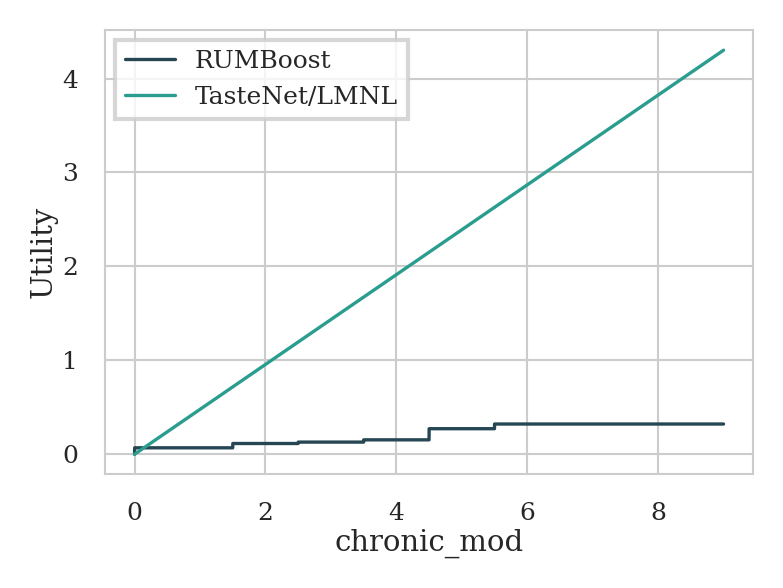 RUMBoost
TasteNet/LMNL
Utility
4
3
2
1
0
0 2 4 6 8
chronic_mod